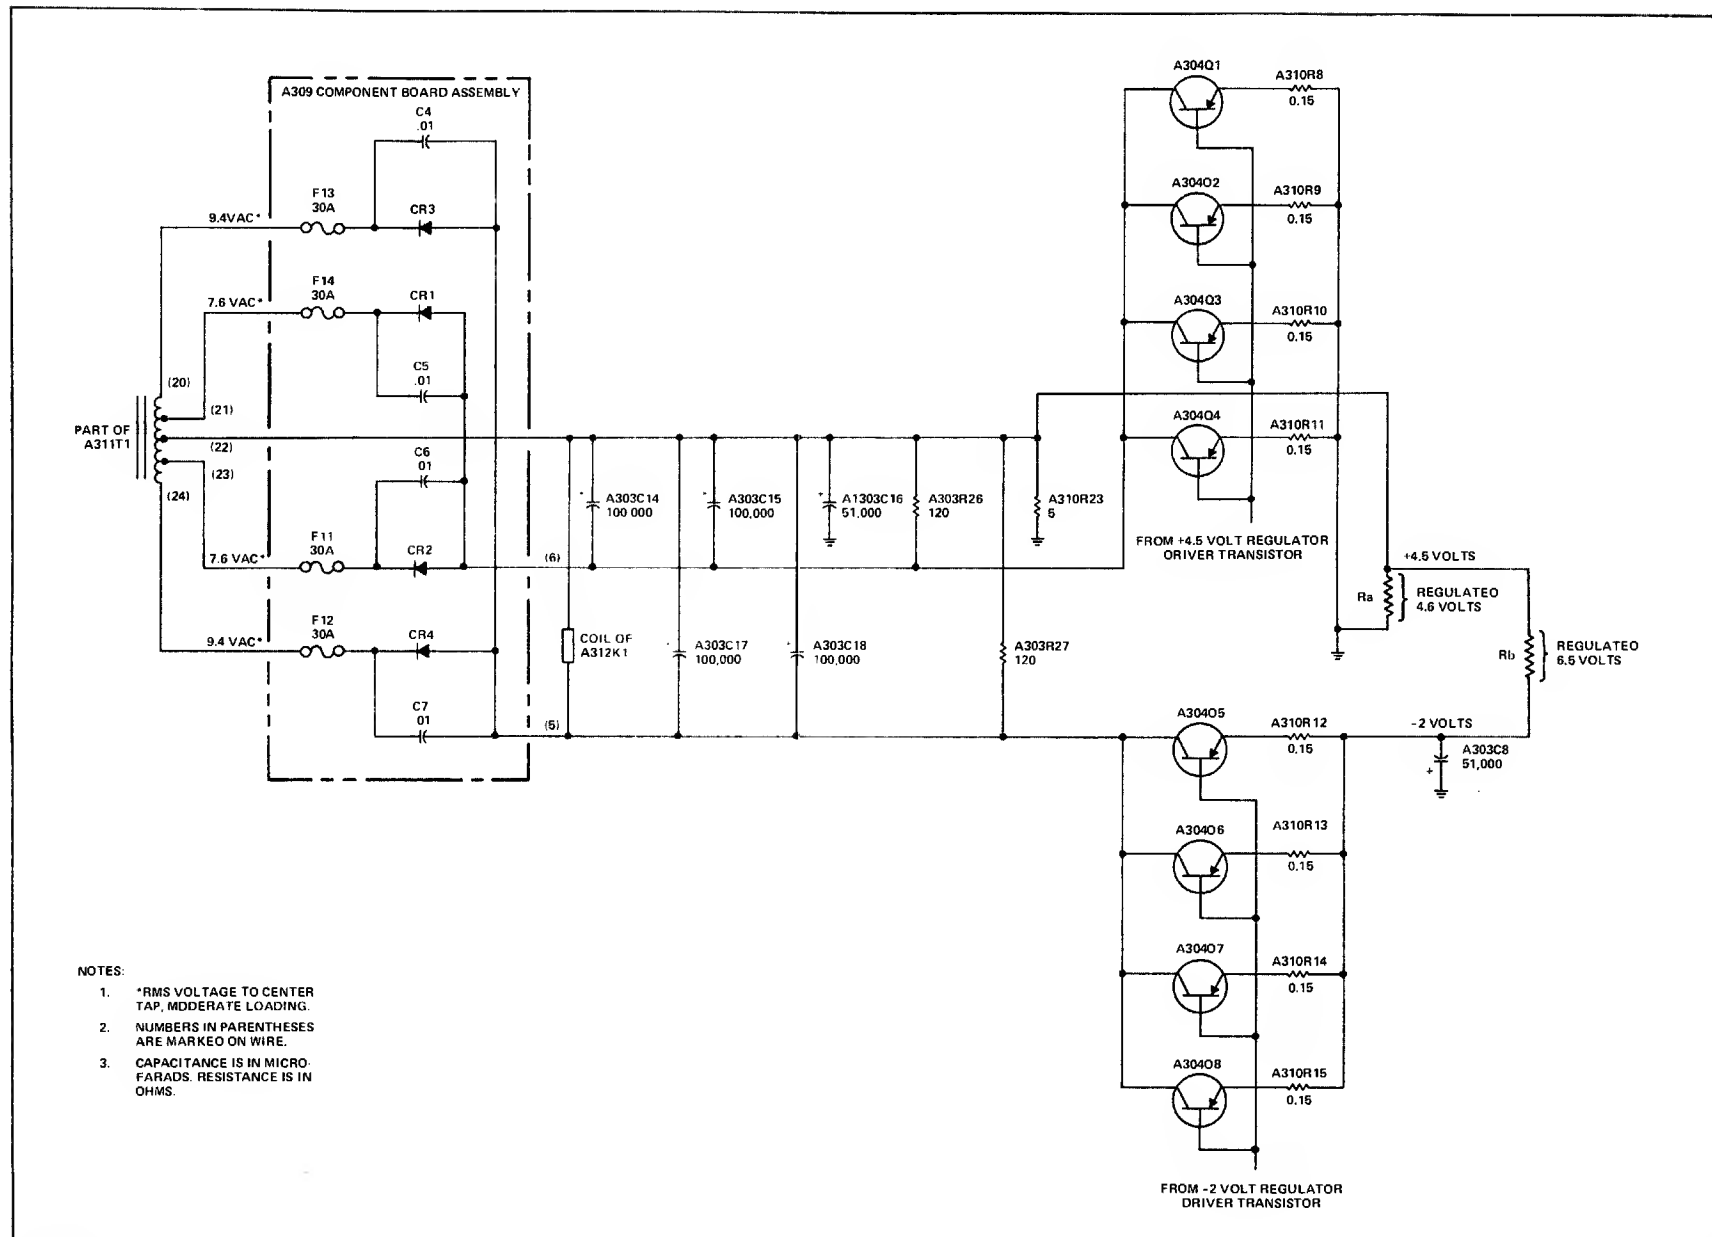 A309 COMPONENT BOARD ASSEMBLY
C4
.01
F13
30A
CR3
9.4VAC*
F14
30A
CR1
7.6 VAC*
C5
.01
(20)
(21)
PART OF
A311T1
(22)
(23)
(24)
C6
01
F11
30A
CR2
7.6 VAC*
(6)
F12
30A
CR4
9.4 VAC*
C7
01
(5)
COIL OF
A312K1
A303C14
100 000
A303C15
100,000
A1303C16
51,000
A303R26
120
A310R23
5
A303C17
100,000
A303C18
100,000
A303R27
120
A304Q1
A310R8
0.15
A304O2
A310R9
0.15
A304Q3
A310R10
0.15
A304Q4
A310R11
0.15
FROM +4.5 VOLT REGULATOR
ORIVER TRANSISTOR
+4.5 VOLTS
Ra
REGULATEO
4.6 VOLTS
Rb
REGULATEO
6.5 VOLTS
A304O5
A310R12
0.15
-2 VOLTS
A303C8
51,000
+
A304O6
A310R13
0.15
A304O7
A310R14
0.15
A304O8
A310R15
0.15
FROM -2 VOLT REGULATOR
DRIVER TRANSISTOR
NOTES:
1. *RMS VOLTAGE TO CENTER
TAP, MDDERATE LOADING.
2. NUMBERS IN PARENTHESES
ARE MARKEO ON WIRE.
3. CAPACITANCE IS IN MICRO-
FARADS. RESISTANCE IS IN
OHMS.